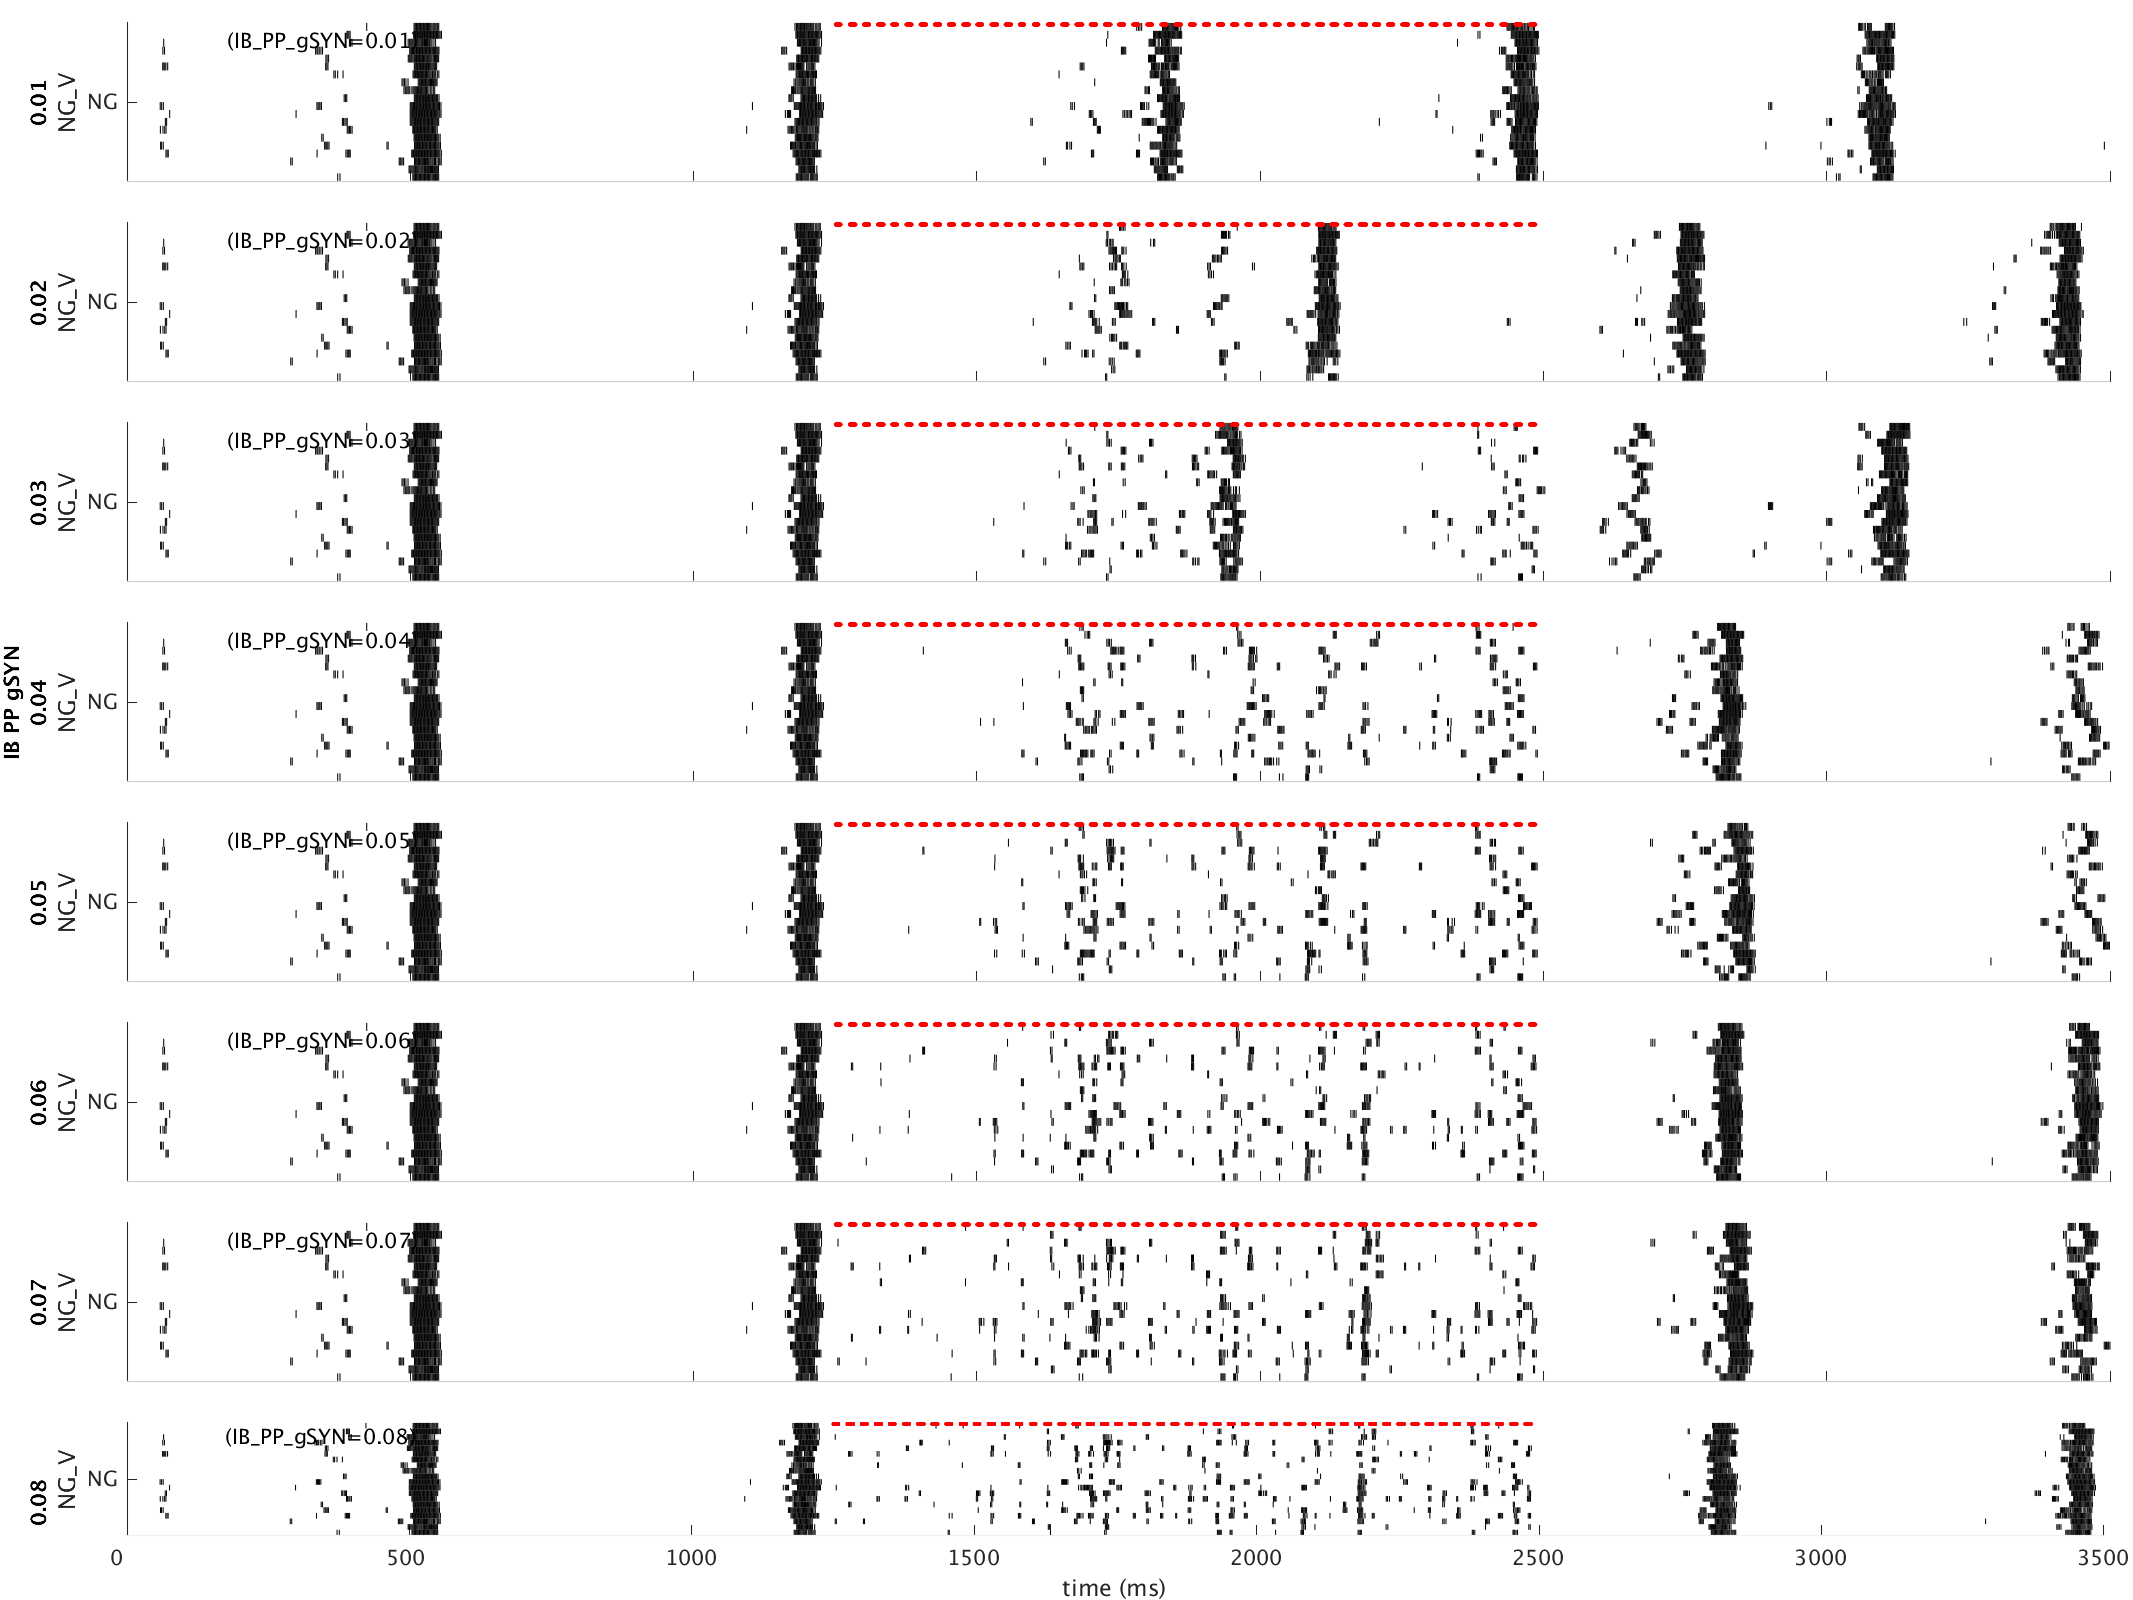 IB PP gSYN
0.01
NG_V
NG
(IB_PP_gSYN=0.01)
0.02
NG_V
NG
(IB_PP_gSYN=0.02)
0.03
NG_V
NG
(IB_PP_gSYN=0.03)
0.04
NG_V
NG
(IB_PP_gSYN=0.04)
0.05
NG_V
NG
(IB_PP_gSYN=0.05)
0.06
NG_V
NG
(IB_PP_gSYN=0.06)
0.07
NG_V
NG
(IB_PP_gSYN=0.07)
0.08
NG_V
NG
(IB_PP_gSYN=0.08)
0 500 1000 1500 2000 2500 3000 3500
time (ms)